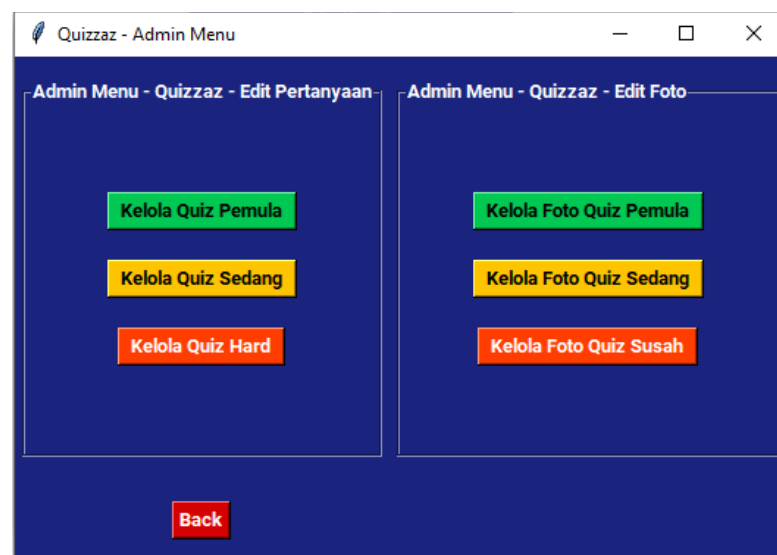 Quizzaz - Admin Menu
Admin Menu - Quizzaz - Edit Pertanyaan
Kelola Quiz Pemula
Kelola Quiz Sedang
Kelola Quiz Hard
Admin Menu - Quizzaz - Edit Foto
Kelola Foto Quiz Pemula
Kelola Foto Quiz Sedang
Kelola Foto Quiz Susah
Back